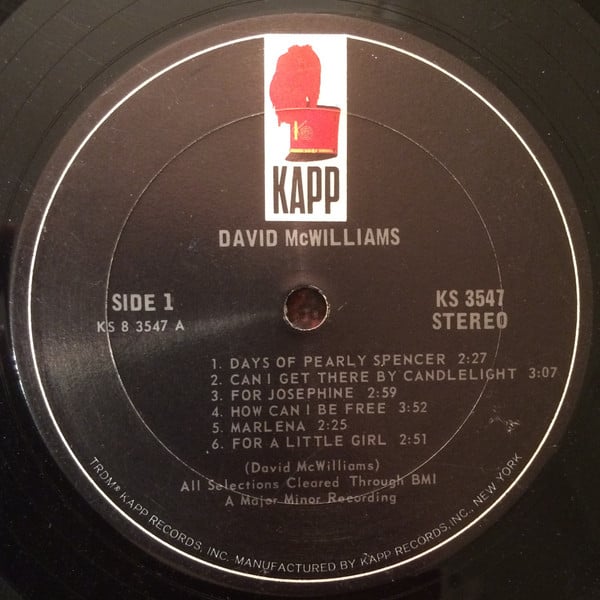 KAPP
DAVID McWILLIAMS
SIDE 1
KS 8 3547 A
KS 3547
STEREO
1. DAYS OF PEARLY SPENCER 2:27
2. CAN I GET THERE BY CANDLELIGHT 3:07
3. FOR JOSEPHINE 2:59
4. HOW CAN I BE FREE 3:52
5. MARLENA 2:25
6. FOR A LITTLE GIRL 2:51
(David McWilliams)
All Selections Cleared Through BMI
A Major Minor Recording
TRDM® KAPP RECORDS, INC. MANUFACTURED BY KAPP RECORDS, INC., NEW YORK